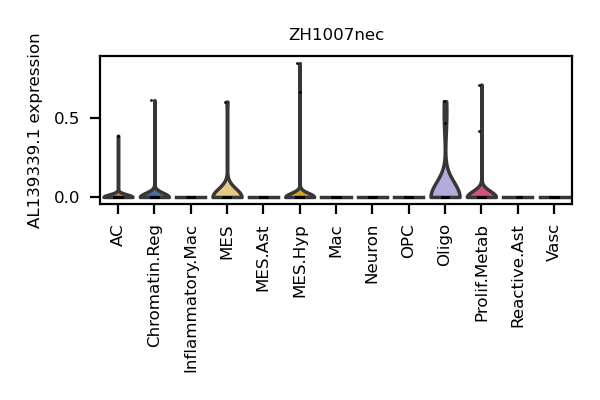 ZH1007nec
AL139339.1 expression
0.5
0.0
AC
Chromatin.Reg
Inflammatory.Mac
MES
MES.Ast
MES.Hyp
Mac
Neuron
OPC
Oligo
Prolif.Metab
Reactive.Ast
Vasc